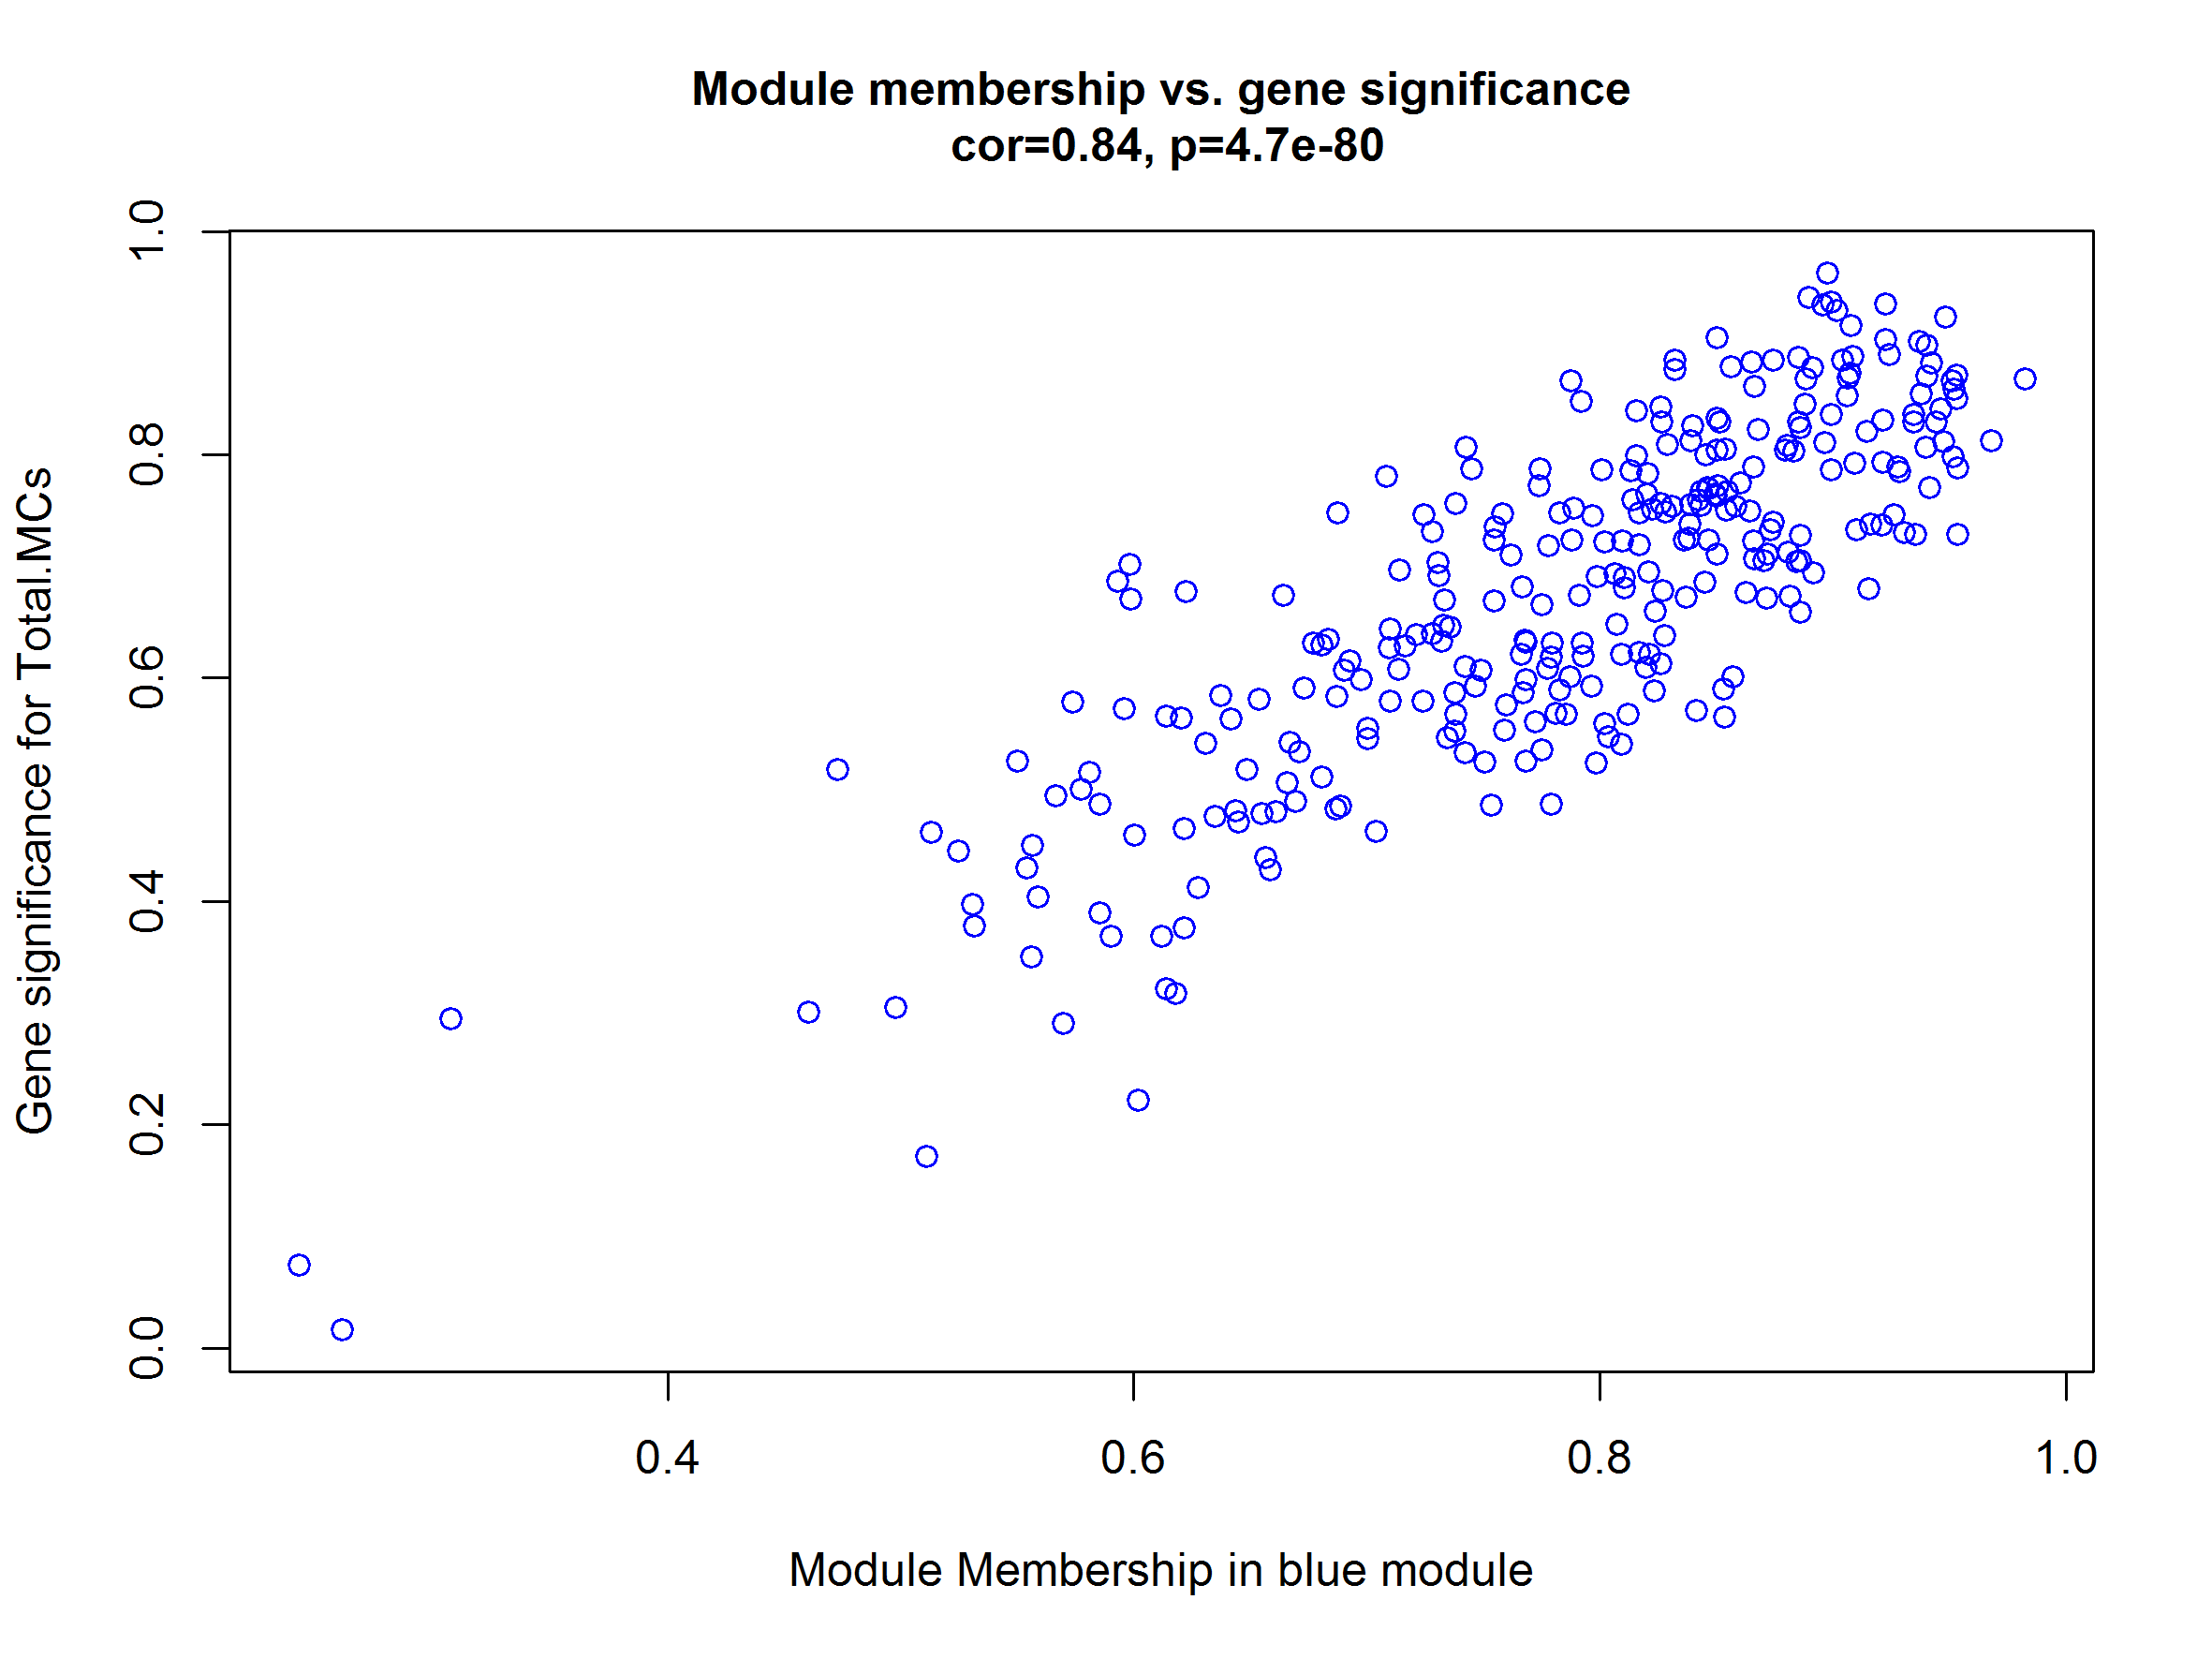 Module membership vs. gene significance
cor=0.84, p=4.7e-80
Gene significance for Total.MCs
1.0
0.8
0.6
0.4
0.2
0.0
0.4
0.6
0.8
1.0
Module Membership in blue module